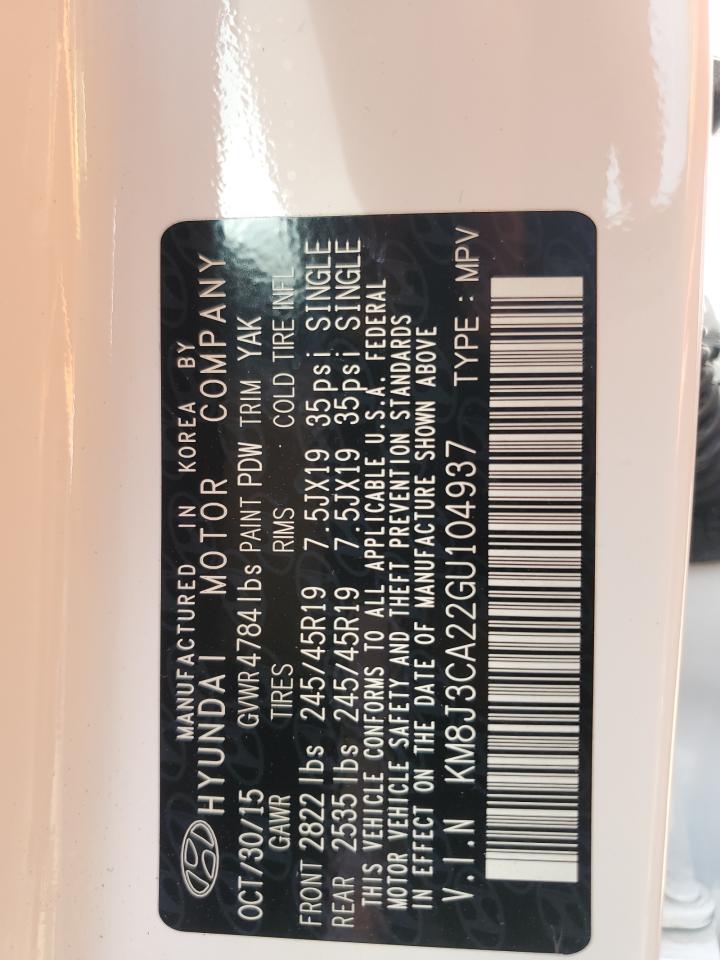 MANUFACTURED IN KOREA BY
HYUNDAI MOTOR COMPANY
OCT/30/15 GVWR4784lbs PAINT PDW TRIM YAK
GAWR TIRES RIMS COLD TIRE INFL
FRONT 2822 lbs 245/45R19 7.5JX19 35psi SINGLE
REAR 2535 lbs 245/45R19 7.5JX19 35psi SINGLE
THIS VEHICLE CONFORMS TO ALL APPLICABLE U.S.A. FEDERAL
MOTOR VEHICLE SAFETY AND THEFT PREVENTION STANDARDS
IN EFFECT ON THE DATE OF MANUFACTURE SHOWN ABOVE
V.I.N KM8J3CA22GU104937 TYPE : MPV